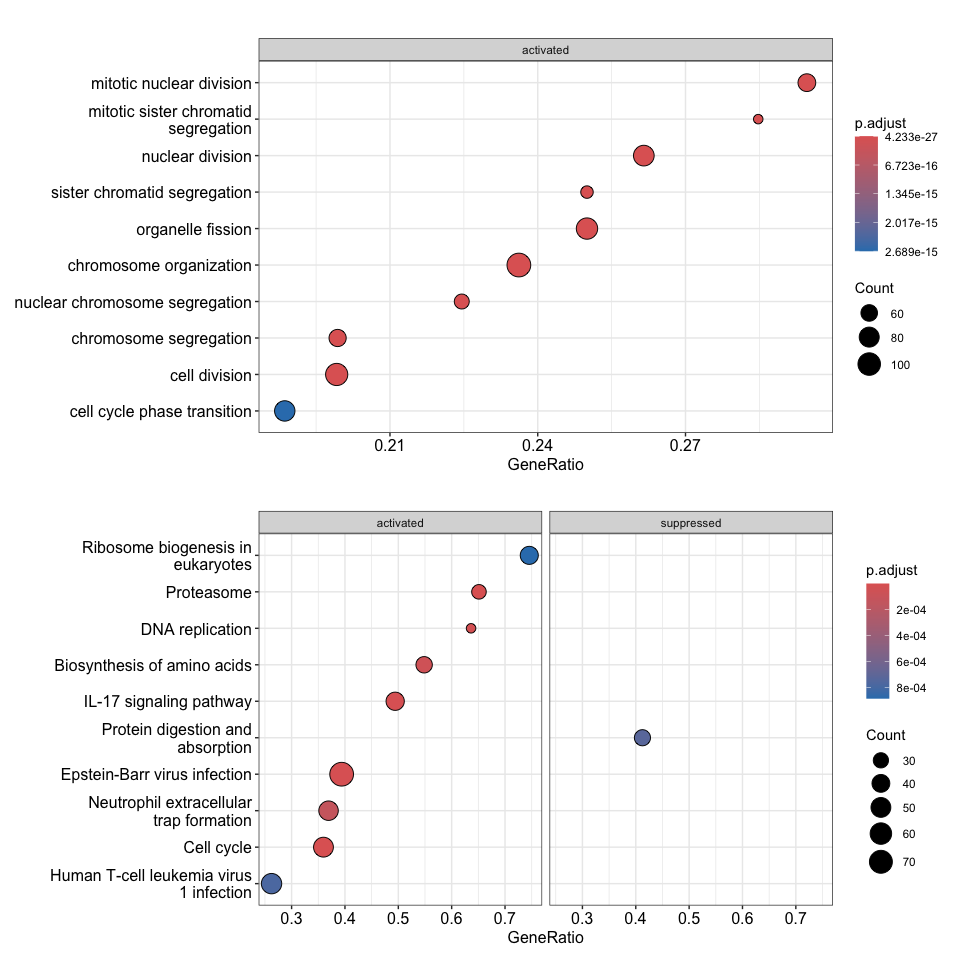 activated
mitotic nuclear division
mitotic sister chromatid
segregation
nuclear division
sister chromatid segregation
organelle fission
chromosome organization
nuclear chromosome segregation
chromosome segregation
cell division
cell cycle phase transition
0.21
0.24
0.27
GeneRatio
p.adjust
4.233e-27
6.723e-16
1.345e-15
2.017e-15
2.689e-15
Count
60
80
100
activated
suppressed
Ribosome biogenesis in
eukaryotes
Proteasome
DNA replication
Biosynthesis of amino acids
IL-17 signaling pathway
Protein digestion and
absorption
Epstein-Barr virus infection
Neutrophil extracellular
trap formation
Cell cycle
Human T-cell leukemia virus
1 infection
0.3
0.4
0.5
0.6
0.7
0.3
0.4
0.5
0.6
0.7
GeneRatio
p.adjust
2e-04
4e-04
6e-04
8e-04
Count
30
40
50
60
70